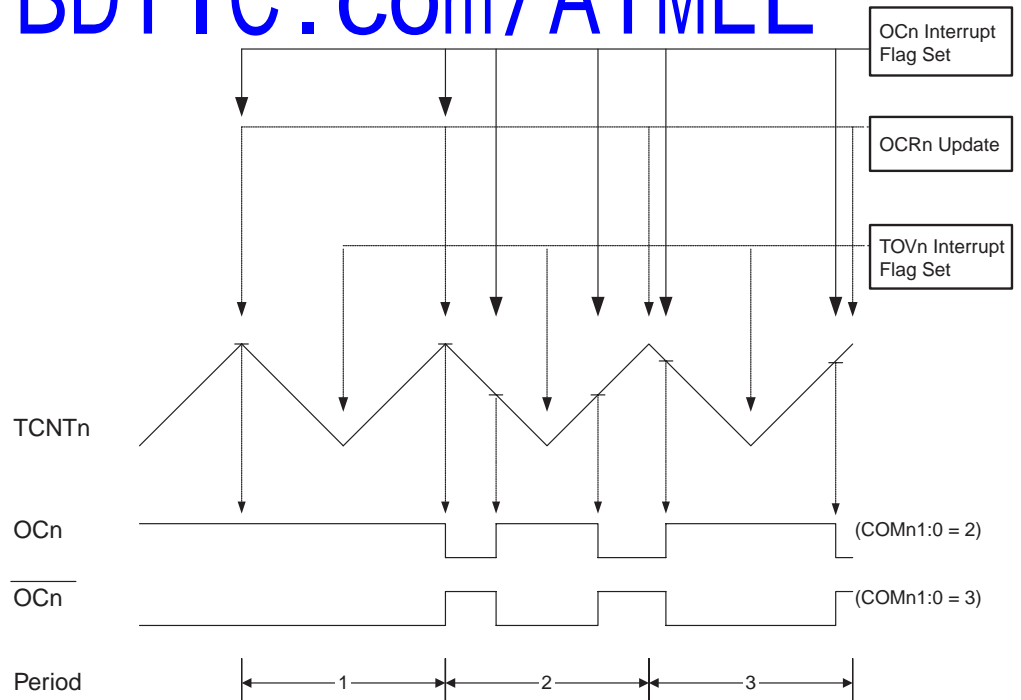 BDTIC.com/ATMEL
OCn Interrupt
Flag Set
OCRn Update
TOVn Interrupt
Flag Set
TCNTn
OCn
(COMn1:0 = 2)
OCn
(COMn1:0 = 3)
Period
1
2
3